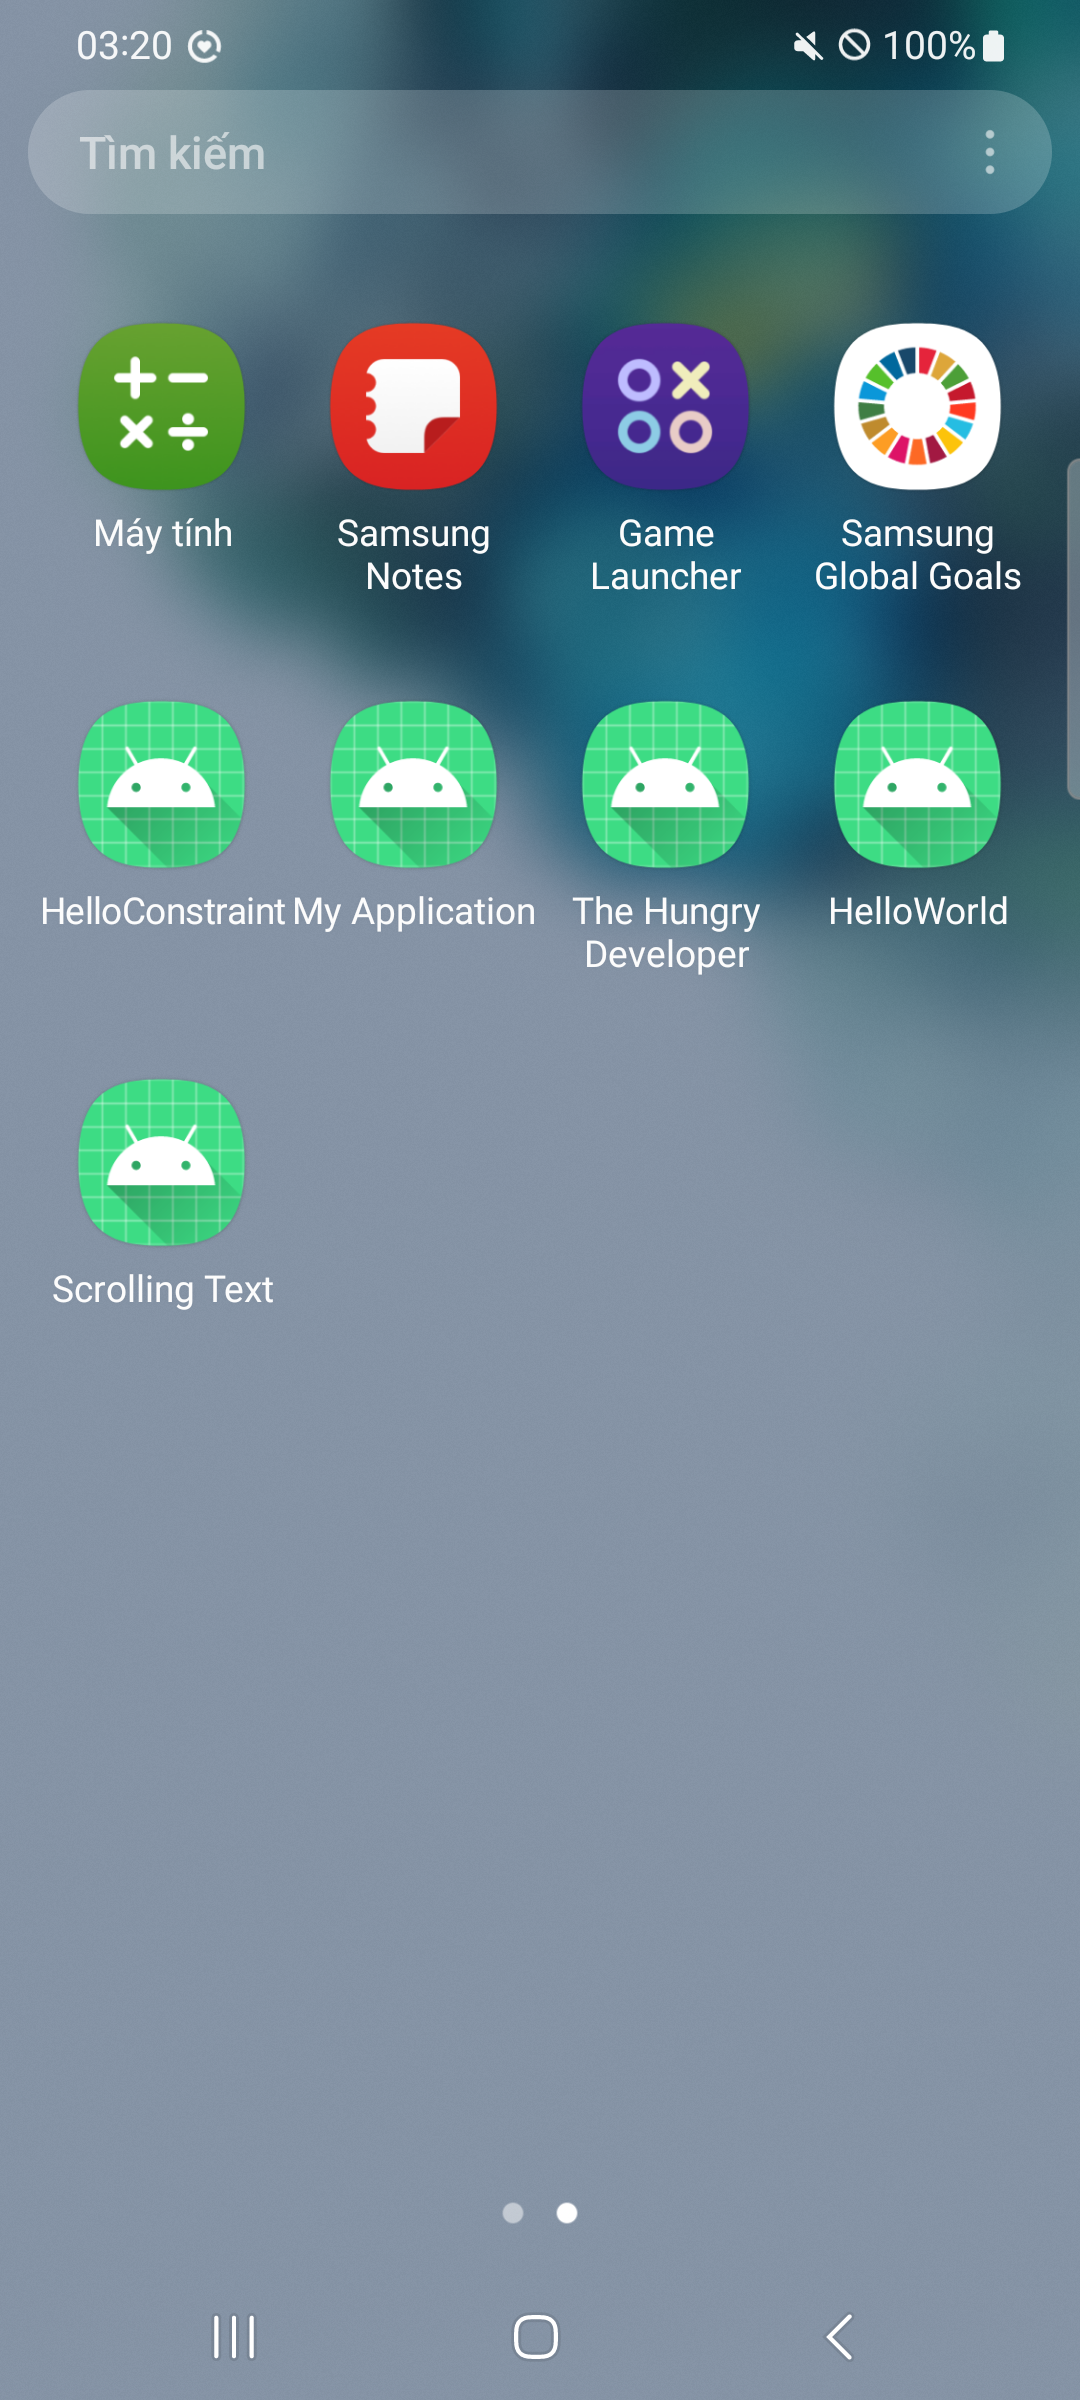 03:20 100%
Tìm kiếm
Máy tính
Samsung
Notes
Game
Launcher
Samsung
Global Goals
HelloConstraint
My Application
The Hungry
Developer
HelloWorld
Scrolling Text